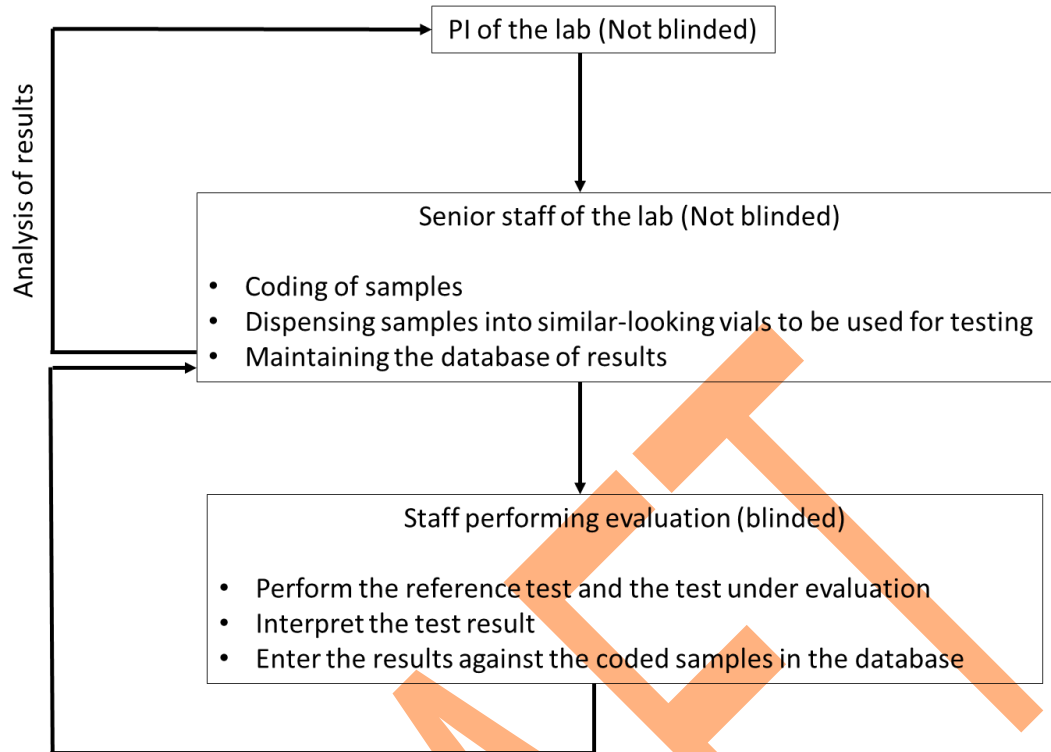 PI of the lab (Not blinded)
Analysis of results
Senior staff of the lab (Not blinded)
• Coding of samples
• Dispensing samples into similar-looking vials to be used for testing
• Maintaining the database of results
Staff performing evaluation (blinded)
• Perform the reference test and the test under evaluation
• Interpret the test result
• Enter the results against the coded samples in the database